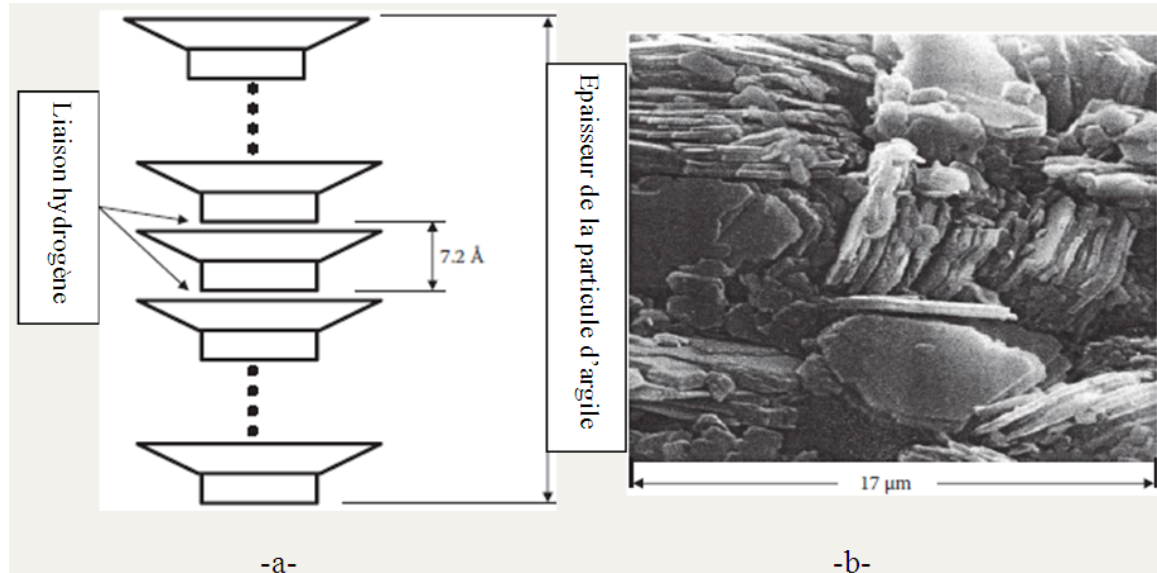 Liaison hydrogène
7.2 Å
Epaisseur de la particule d'argile
17 µm
-a-
-b-